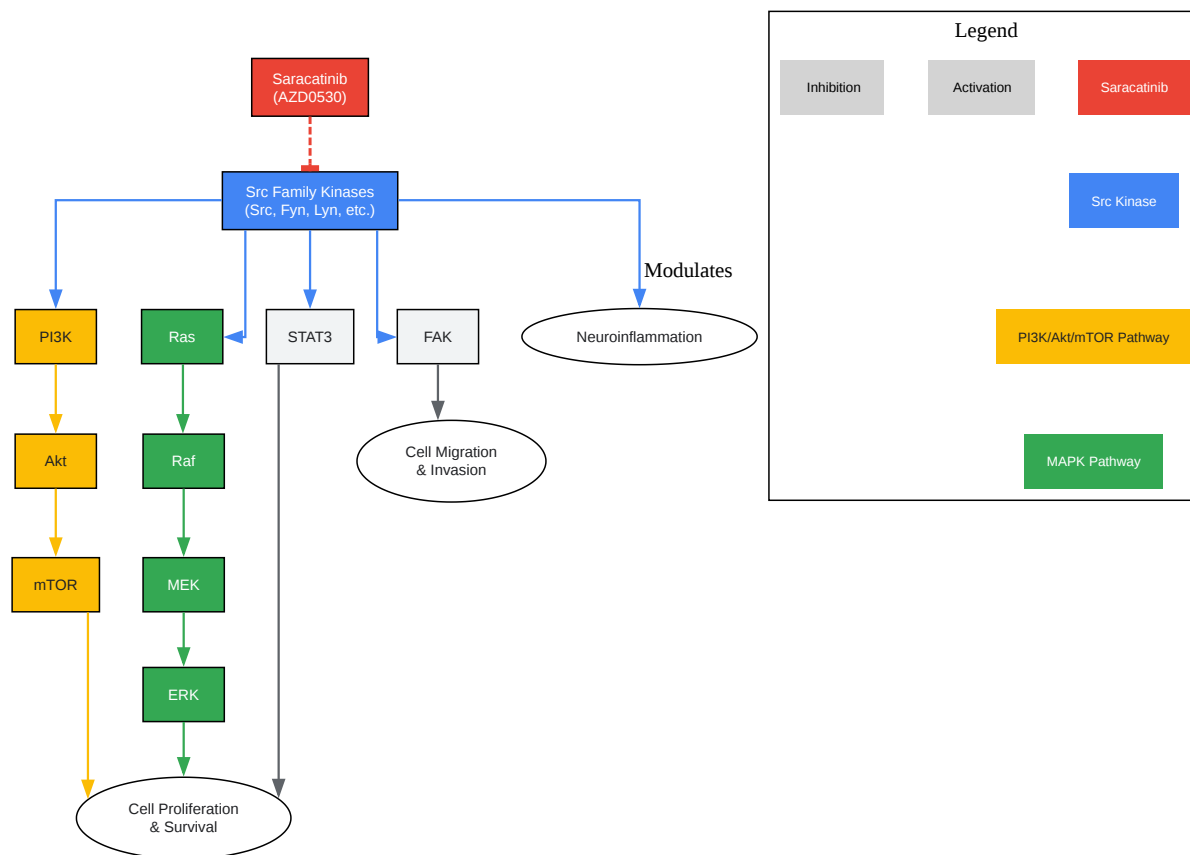 Legend
Inhibition
Activation
Saracatinib
Saracatinib
(AZD0530)
Src Family Kinases
(Src, Fyn, Lyn, etc.)
Src Kinase
Modulates
PI3K
Ras
STAT3
FAK
Neuroinflammation
PI3K/Akt/mTOR Pathway
Akt
Raf
Cell Migration
& Invasion
MAPK Pathway
mTOR
MEK
ERK
Cell Proliferation
& Survival